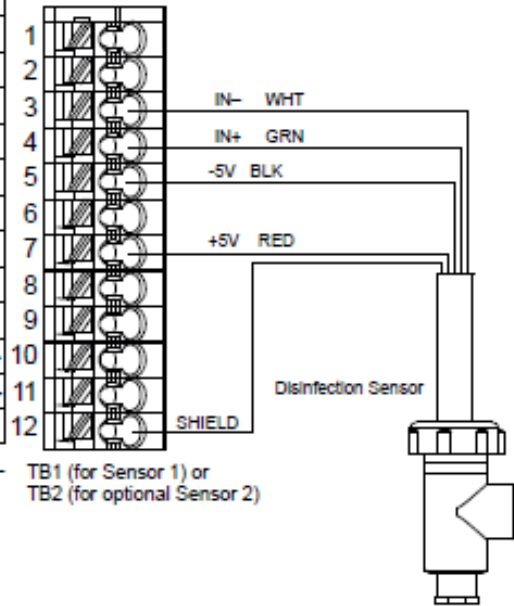 1
2
3 IN– WHT
4 IN+ GRN
5 -5V BLK
6
7 +5V RED
8
9
10
11
Disinfection Sensor
12 SHIELD
TB1 (for Sensor 1) or
TB2 (for optional Sensor 2)